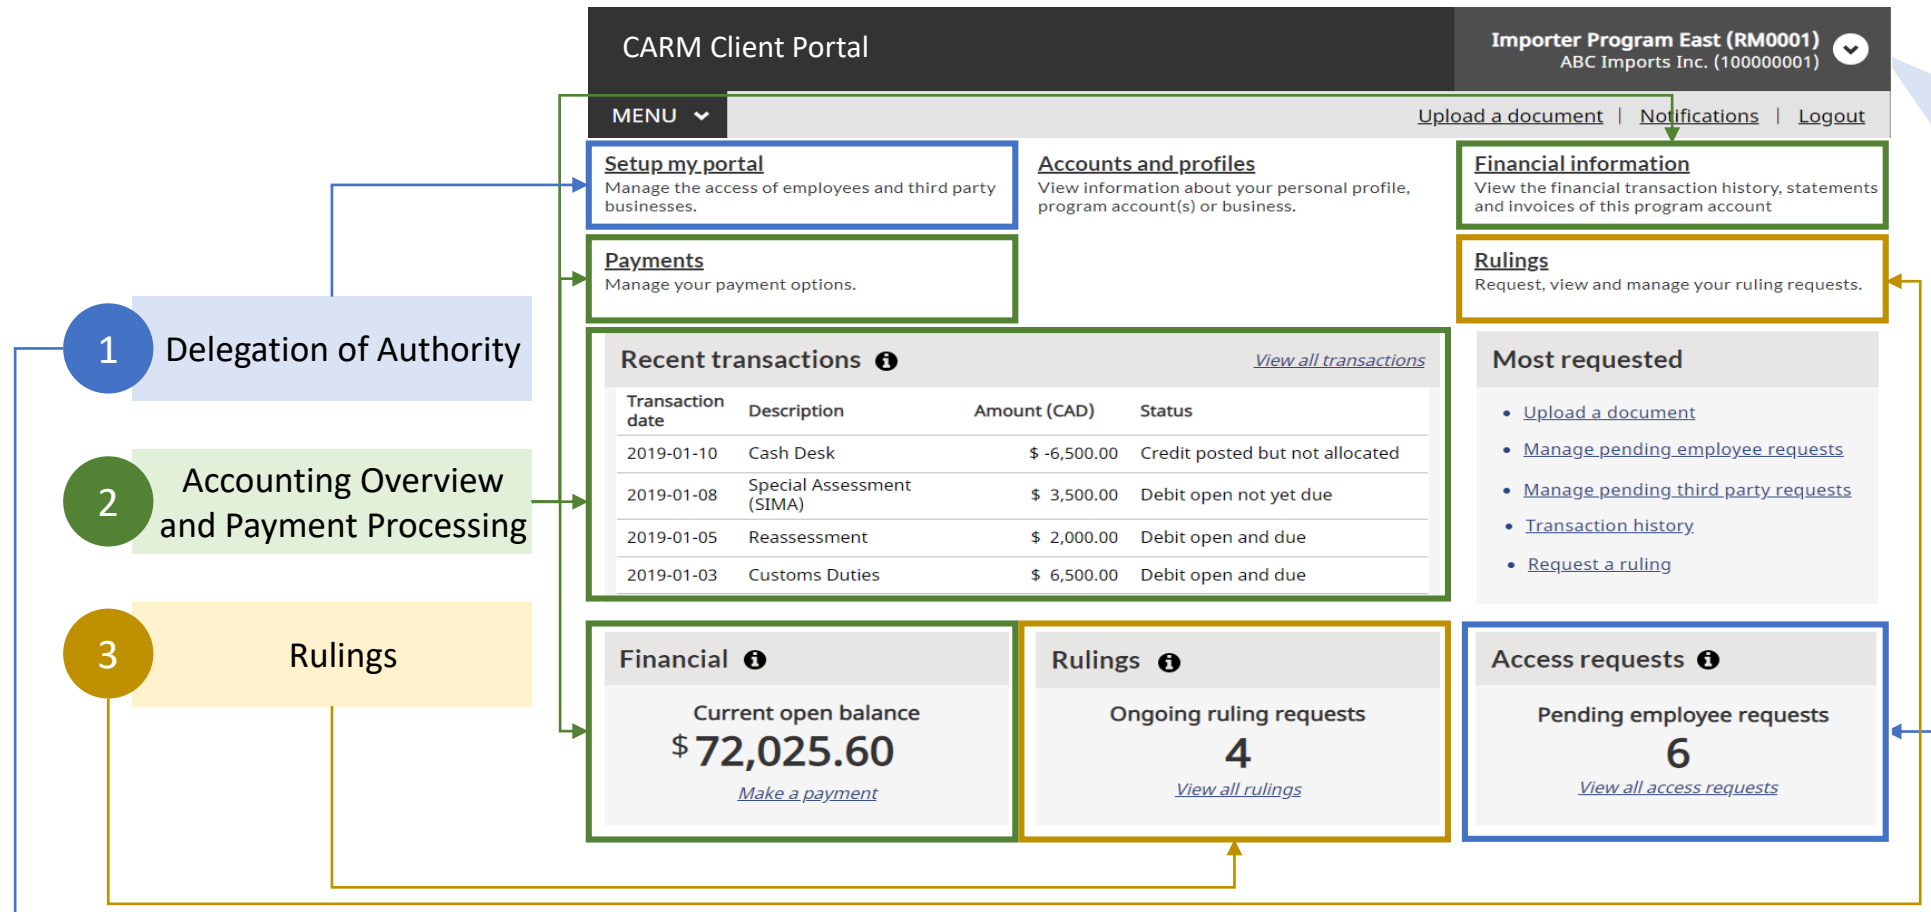 CARM Client Portal
Importer Program East (RM0001)
ABC Imports Inc. (100000001)
MENU
Upload a document | Notifications | Logout
Setup my portal
Manage the access of employees and third party
businesses.
Accounts and profiles
View information about your personal profile,
program account(s) or business.
Financial information
View the financial transaction history, statements
and invoices of this program account
Payments
Manage your payment options.
Rulings
Request, view and manage your ruling requests.
1 Delegation of Authority
2 Accounting Overview
and Payment Processing
3 Rulings
Recent transactions
View all transactions
Transaction
date
Description
Amount (CAD)
Status
2019-01-10 Cash Desk $ -6,500.00 Credit posted but not allocated
2019-01-08 Special Assessment
(SIMA) $ 3,500.00 Debit open not yet due
2019-01-05 Reassessment $ 2,000.00 Debit open and due
2019-01-03 Customs Duties $ 6,500.00 Debit open and due
Most requested
• Upload a document
• Manage pending employee requests
• Manage pending third party requests
• Transaction history
• Request a ruling
Financial
Current open balance
$ 72,025.60
Make a payment
Rulings
Ongoing ruling requests
4
View all rulings
Access requests
Pending employee requests
6
View all access requests